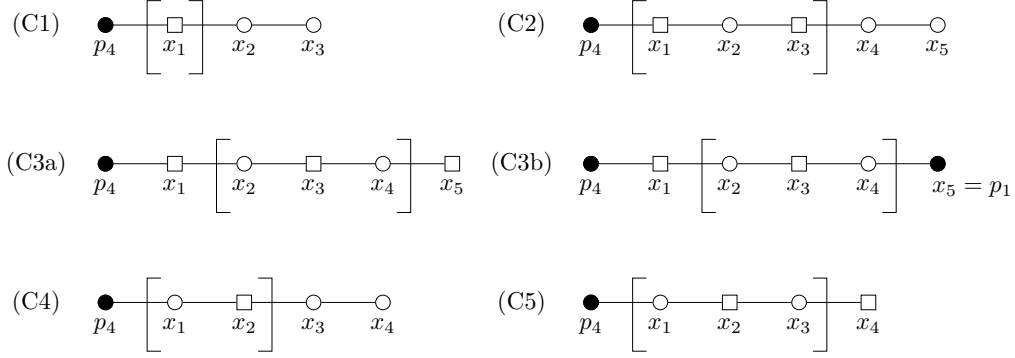 (C1) p₄ x₁ x₂ x₃
(C2) p₄ x₁ x₂ x₃ x₄ x₅
(C3a) p₄ x₁ x₂ x₃ x₄ x₅
(C3b) p₄ x₁ x₂ x₃ x₄ x₅ = p₁
(C4) p₄ x₁ x₂ x₃ x₄
(C5) p₄ x₁ x₂ x₃ x₄